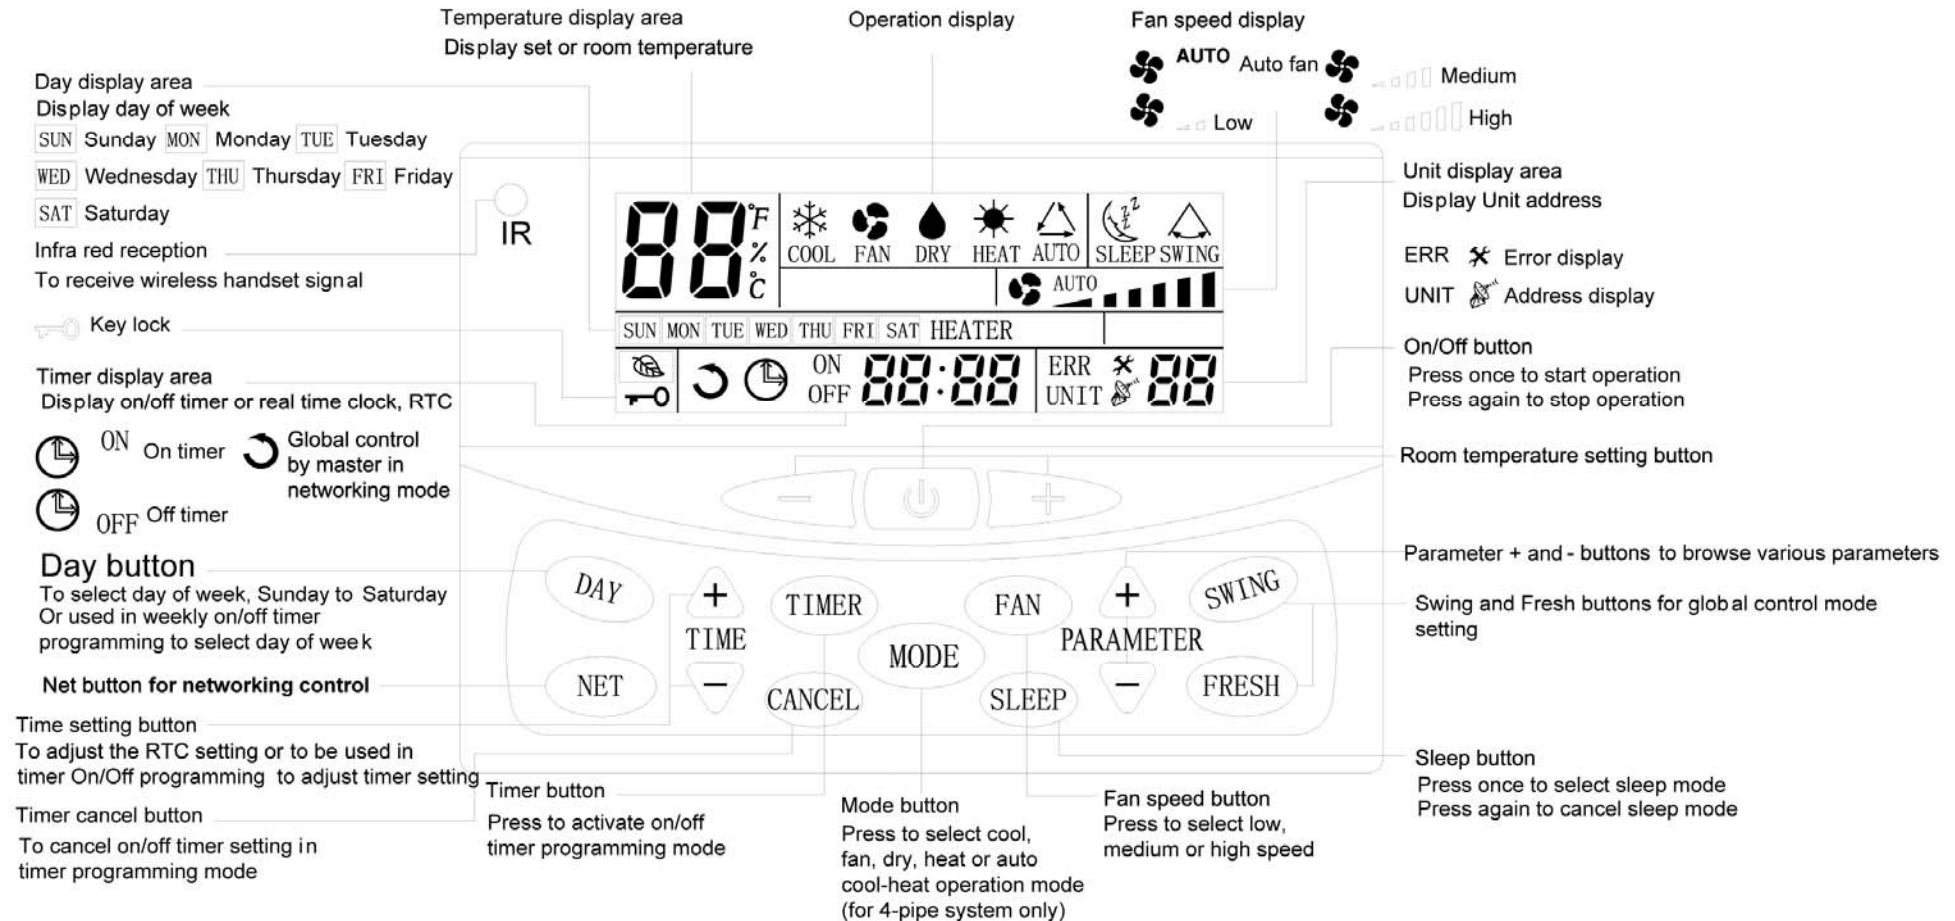 Temperature display area
Display set or room temperature
Operation display
Fan speed display
AUTO Auto fan
Medium
Low
High
Day display area
Display day of week
SUN Sunday MON Monday TUE Tuesday
WED Wednesday THU Thursday FRI Friday
SAT Saturday
Infra red reception
To receive wireless handset signal
Key lock
Timer display area
Display on/off timer or real time clock, RTC
ON On timer
Global control
by master in
networking mode
OFF Off timer
Day button
To select day of week, Sunday to Saturday
Or used in weekly on/off timer
programming to select day of week
Net button for networking control
Time setting button
To adjust the RTC setting or to be used in
timer On/Off programming to adjust timer setting
Timer cancel button
To cancel on/off timer setting in
timer programming mode
IR
88 °F % °C
COOL FAN DRY HEAT AUTO SLEEP SWING
zzz
AUTO
SUN MON TUE WED THU FRI SAT HEATER
ON
OFF
88:88
ERR
UNIT
88
- +
DAY
+
TIME
-
TIMER
FAN
+
PARAMETER
-
SWING
MODE
NET
CANCEL
SLEEP
FRESH
Unit display area
Display Unit address
ERR Error display
UNIT Address display
On/Off button
Press once to start operation
Press again to stop operation
Room temperature setting button
Parameter + and - buttons to browse various parameters
Swing and Fresh buttons for global control mode
setting
Sleep button
Press once to select sleep mode
Press again to cancel sleep mode
Timer button
Press to activate on/off
timer programming mode
Mode button
Press to select cool,
fan, dry, heat or auto
cool-heat operation mode
(for 4-pipe system only)
Fan speed button
Press to select low,
medium or high speed